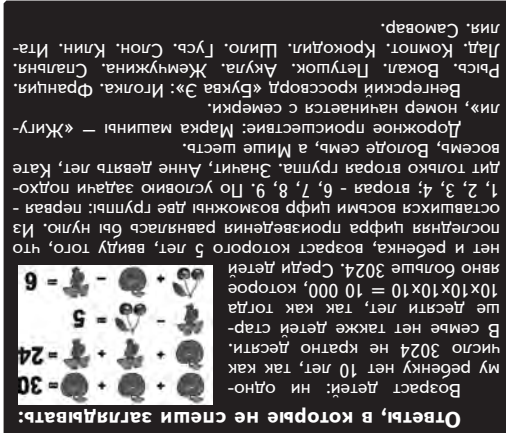 Ответы, в которые не спеши заглядывать:
Возраст детей: ни одно-
му ребенку нет 10 лет, так как
число 3024 не кратно десяти.
В семье нет также детей стар-
ше десяти лет, так как тогда
10х10х10х10 = 10 000, которое
явно больше 3024. Среди детей
нет и ребенка, возраст которого 5 лет, ввиду того, что
последняя цифра произведения равнялась бы нулю. Из
оставшихся восьми цифр возможны две группы: первая -
1, 2, 3, 4; вторая - 6, 7, 8, 9. По условию задачи подхо-
дит только вторая группа. Значит, Анне девять лет, Кате
восемь, Володе семь, а Мише шесть.
Дорожное происшествие: Марка машины – «Жигу-
ли», номер начинается с семерки.
Венгерский кроссворд «Буква Э»: Иголка. Франция.
Рысь. Вокал. Петушок. Акула. Жемчужина. Спальня.
Лад. Компот. Крокодил. Шило. Гусь. Слон. Клин. Ита-
лия. Самовар.
+ + = 30
+ + = 24
- = 5
+ - = 6